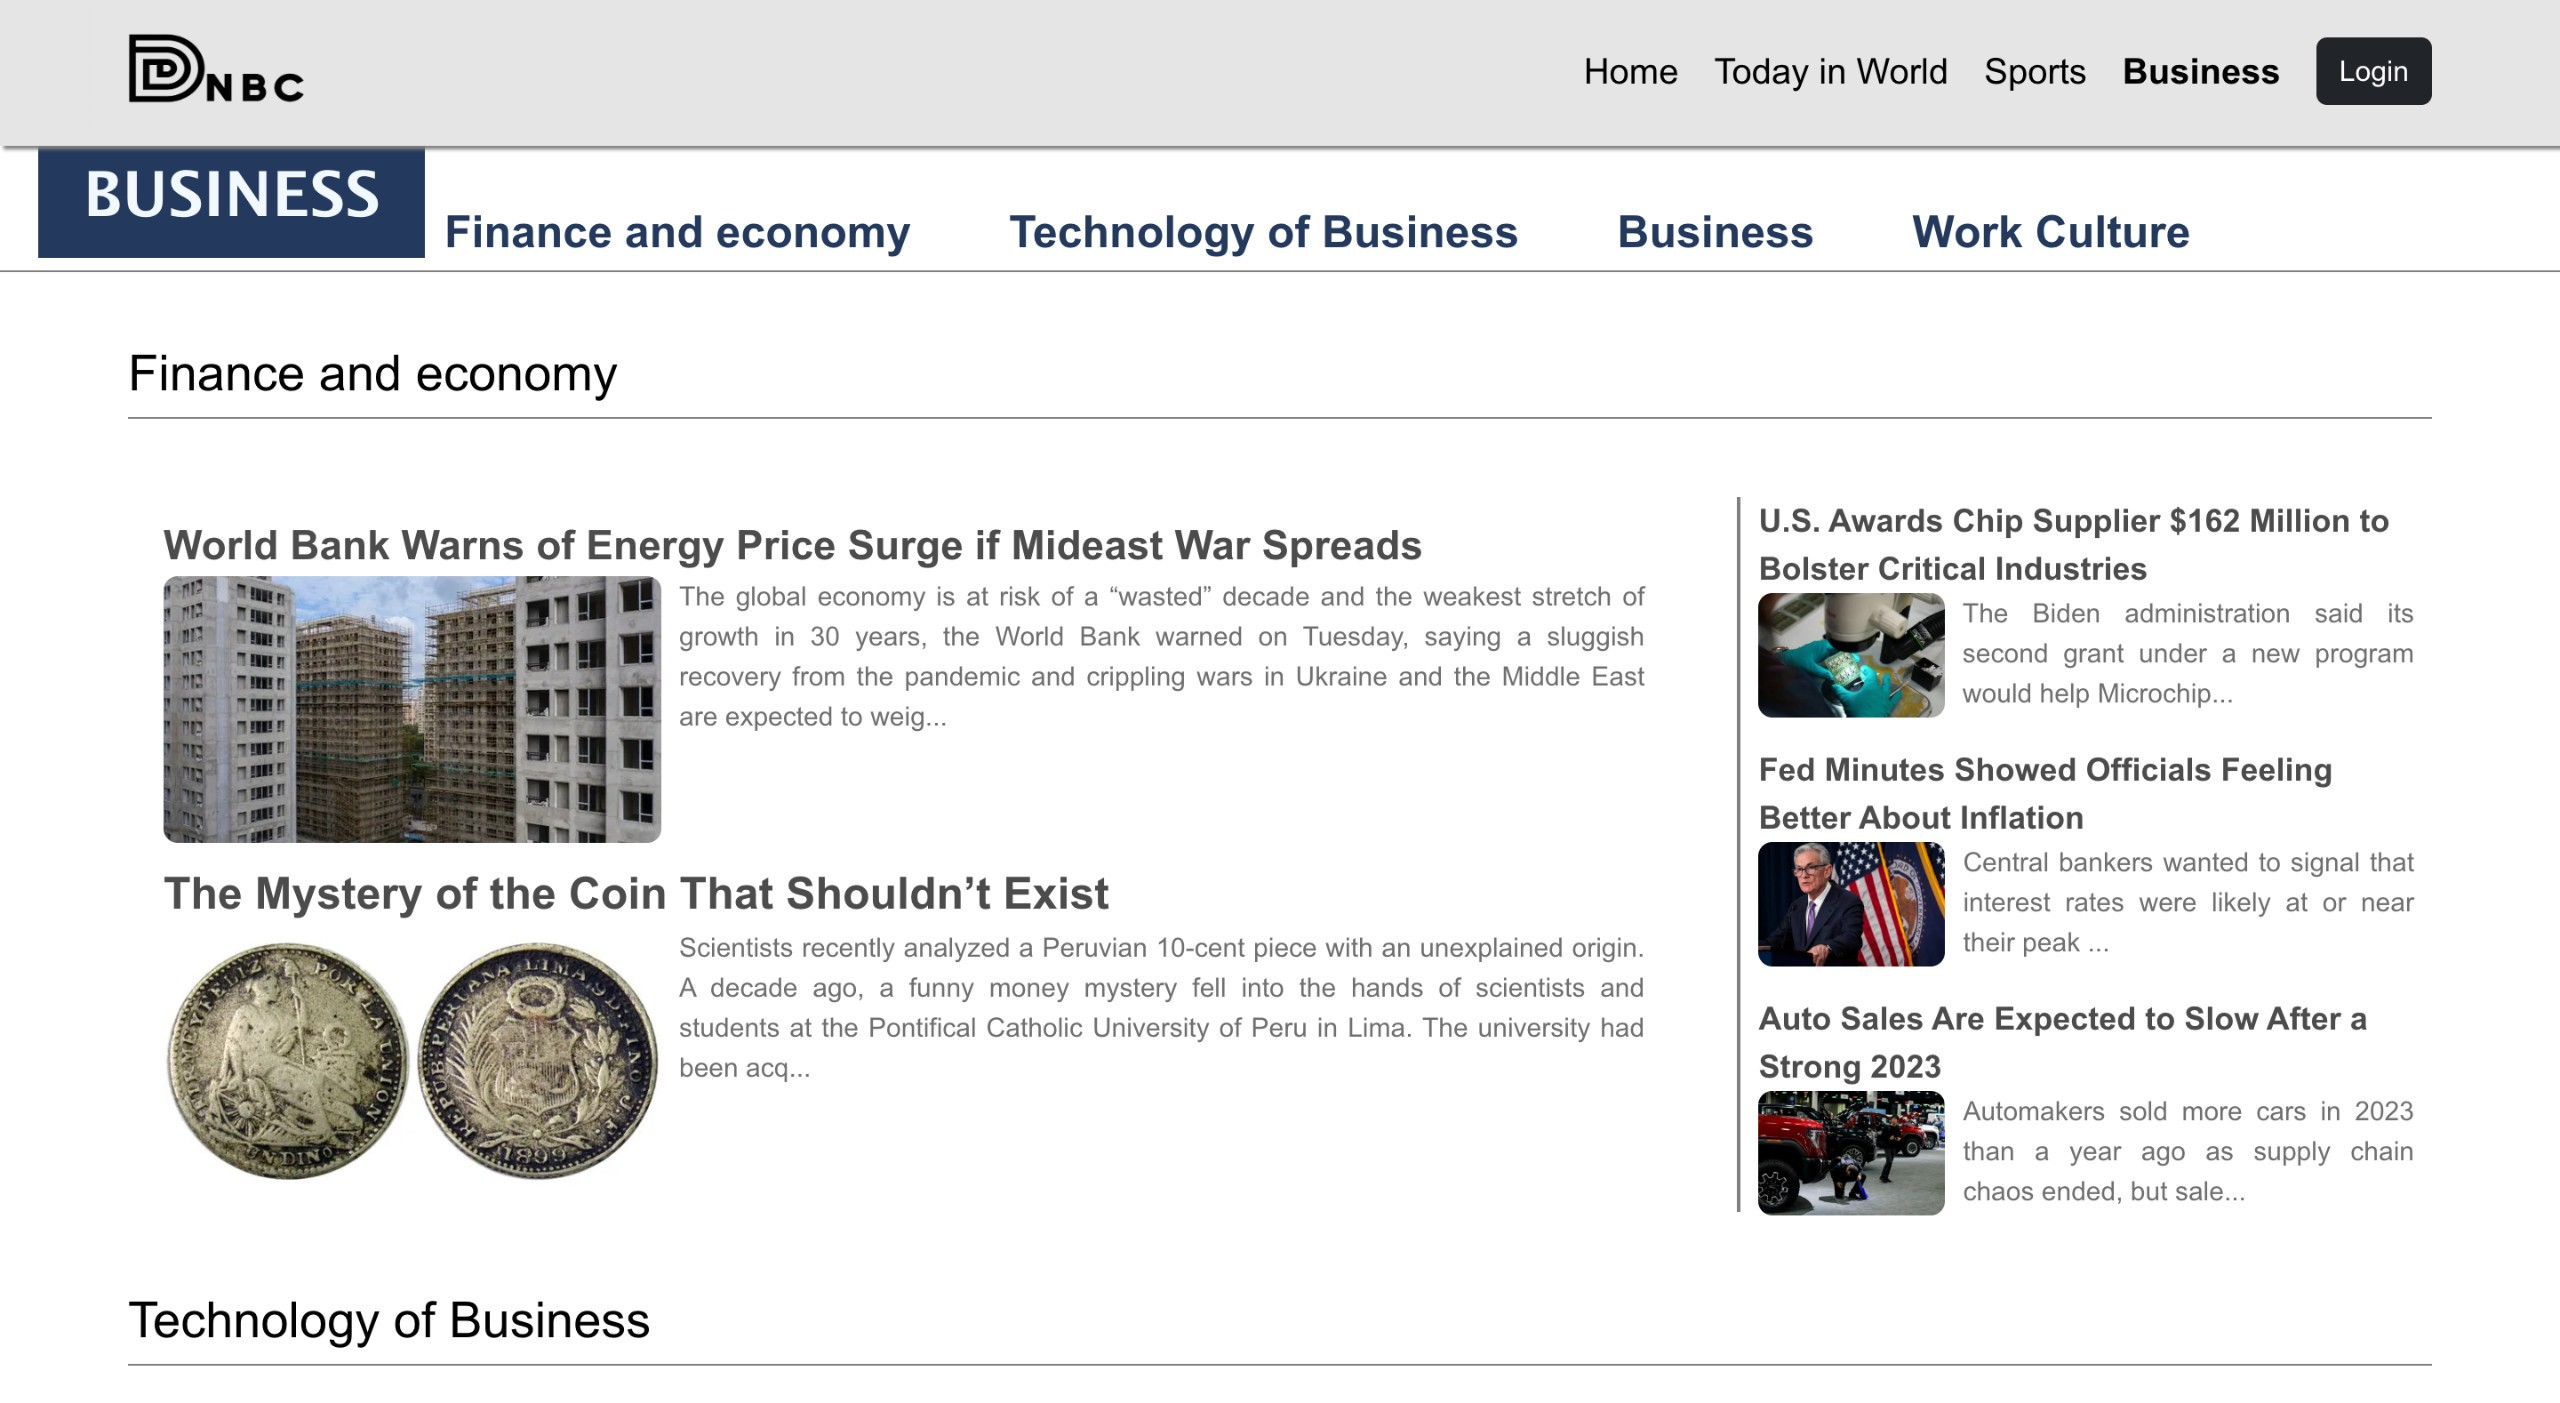 DNBC
Home Today in World Sports Business Login
BUSINESS
Finance and economy Technology of Business Business Work Culture
Finance and economy
World Bank Warns of Energy Price Surge if Mideast War Spreads
The global economy is at risk of a “wasted” decade and the weakest stretch of
growth in 30 years, the World Bank warned on Tuesday, saying a sluggish
recovery from the pandemic and crippling wars in Ukraine and the Middle East
are expected to weig...
The Mystery of the Coin That Shouldn’t Exist
POR LA UNION
LIMA
1899
Scientists recently analyzed a Peruvian 10-cent piece with an unexplained origin.
A decade ago, a funny money mystery fell into the hands of scientists and
students at the Pontifical Catholic University of Peru in Lima. The university had
been acq...
U.S. Awards Chip Supplier $162 Million to
Bolster Critical Industries
The Biden administration said its
second grant under a new program
would help Microchip...
Fed Minutes Showed Officials Feeling
Better About Inflation
Central bankers wanted to signal that
interest rates were likely at or near
their peak ...
Auto Sales Are Expected to Slow After a
Strong 2023
Automakers sold more cars in 2023
than a year ago as supply chain
chaos ended, but sale...
Technology of Business